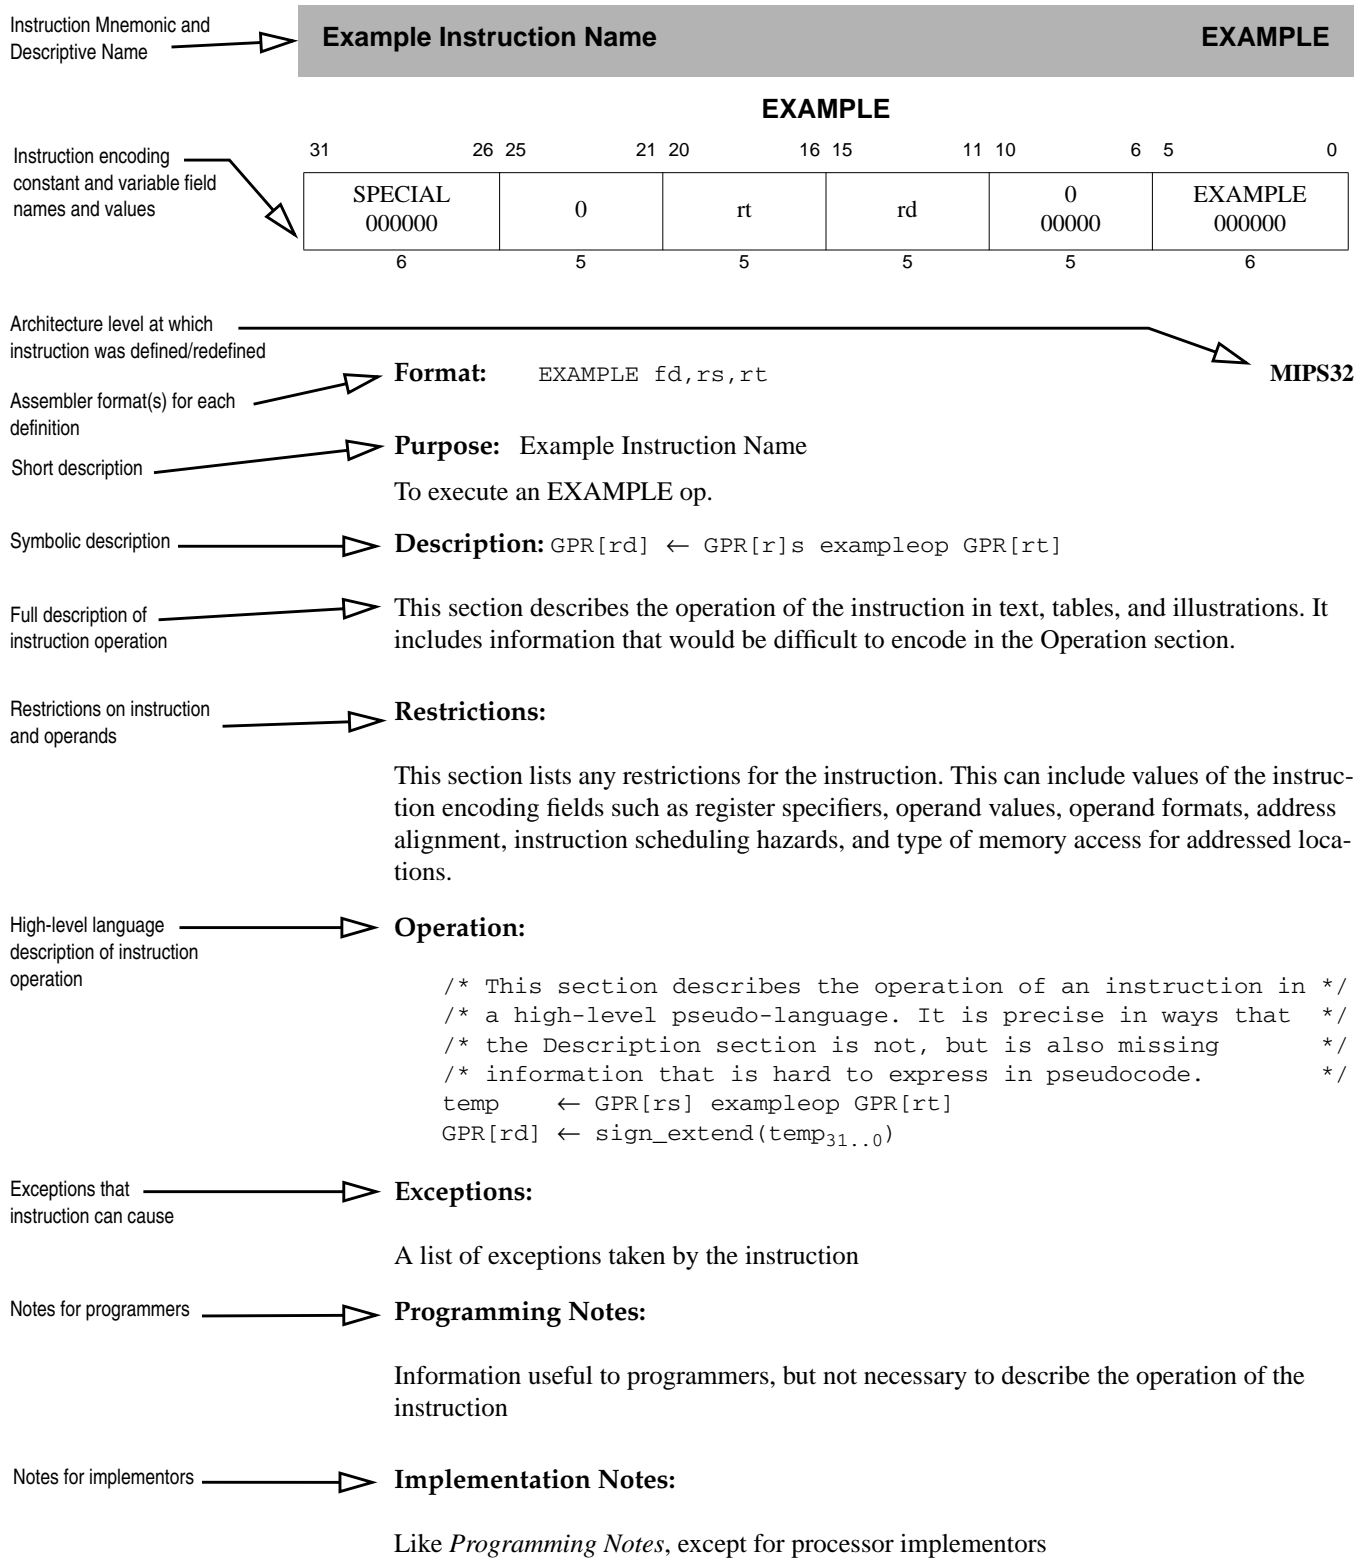 Instruction Mnemonic and
Descriptive Name
Example Instruction Name EXAMPLE
EXAMPLE
31 26 25 21 20 16 15 11 10 6 5 0
Instruction encoding
constant and variable field
names and values
SPECIAL
000000
0
rt
rd
0
00000
EXAMPLE
000000
6 5 5 5 5 6
Architecture level at which
instruction was defined/redefined
Format: EXAMPLE fd,rs,rt MIPS32
Assembler format(s) for each
definition
Purpose: Example Instruction Name
Short description
To execute an EXAMPLE op.
Symbolic description
Description: GPR[rd] ← GPR[r]s exampleop GPR[rt]
Full description of
instruction operation
This section describes the operation of the instruction in text, tables, and illustrations. It
includes information that would be difficult to encode in the Operation section.
Restrictions on instruction
and operands
Restrictions:
This section lists any restrictions for the instruction. This can include values of the instruc-
tion encoding fields such as register specifiers, operand values, operand formats, address
alignment, instruction scheduling hazards, and type of memory access for addressed loca-
tions.
High-level language
description of instruction
operation
Operation:
/* This section describes the operation of an instruction in */
/* a high-level pseudo-language. It is precise in ways that */
/* the Description section is not, but is also missing */
/* information that is hard to express in pseudocode. */
temp ← GPR[rs] exampleop GPR[rt]
GPR[rd] ← sign_extend(temp31..0)
Exceptions that
instruction can cause
Exceptions:
A list of exceptions taken by the instruction
Notes for programmers
Programming Notes:
Information useful to programmers, but not necessary to describe the operation of the
instruction
Notes for implementors
Implementation Notes:
Like Programming Notes, except for processor implementors